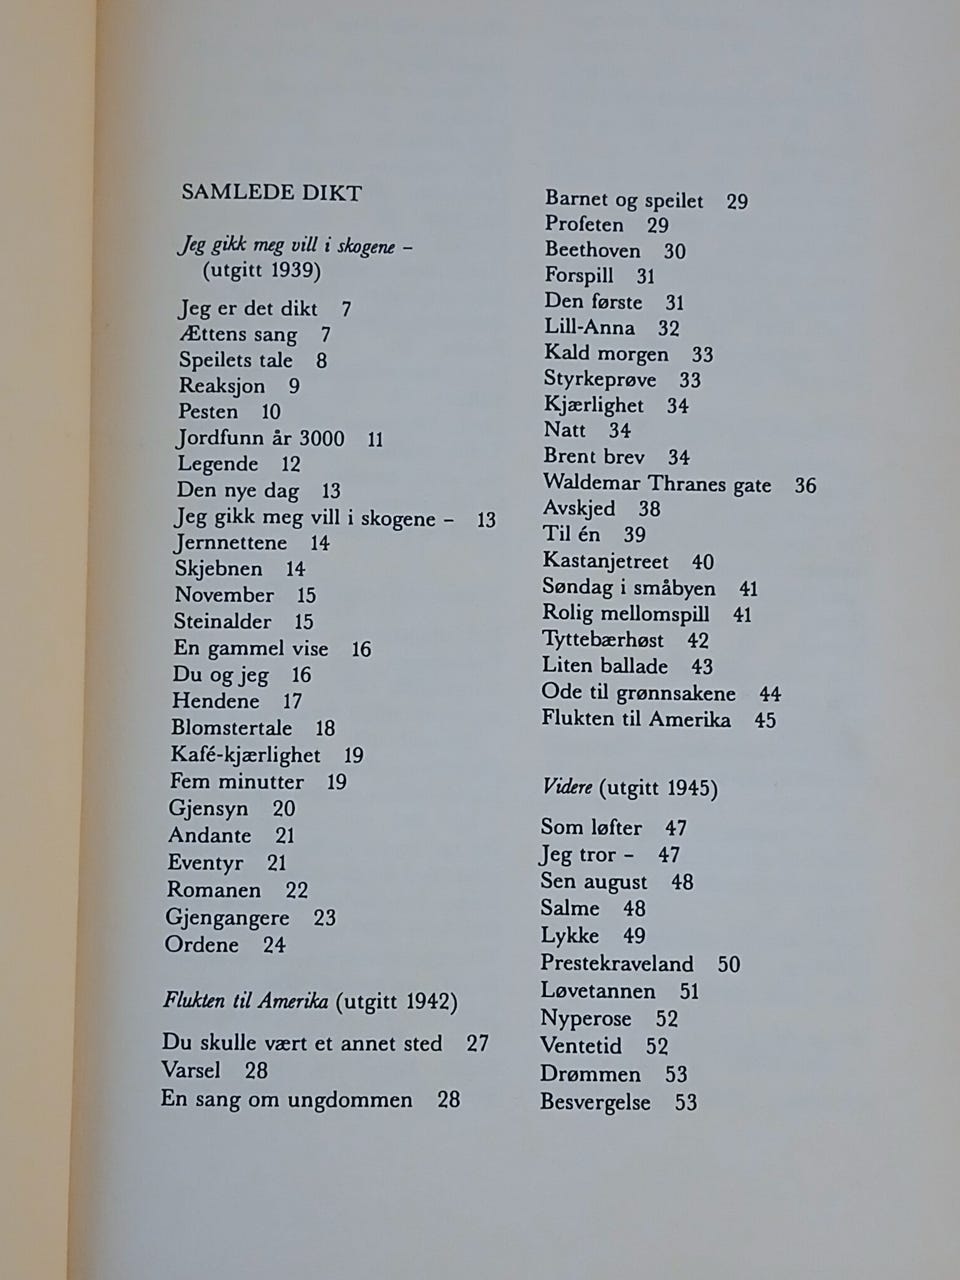 SAMLEDE DIKT
Jeg gikk meg vill i skogene –
(utgitt 1939)
Jeg er det dikt 7
Ættens sang 7
Speilets tale 8
Reaksjon 9
Pesten 10
Jordfunn år 3000 11
Legende 12
Den nye dag 13
Jeg gikk meg vill i skogene – 13
Jernnettene 14
Skjebnen 14
November 15
Steinalder 15
En gammel vise 16
Du og jeg 16
Hendene 17
Blomstertale 18
Kafé-kjærlighet 19
Fem minutter 19
Gjensyn 20
Andante 21
Eventyr 21
Romanen 22
Gjengangere 23
Ordene 24
Flukten til Amerika (utgitt 1942)
Du skulle vært et annet sted 27
Varsel 28
En sang om ungdommen 28
Barnet og speilet 29
Profeten 29
Beethoven 30
Forspill 31
Den første 31
Lill-Anna 32
Kald morgen 33
Styrkeprøve 33
Kjærlighet 34
Natt 34
Brent brev 34
Waldemar Thranes gate 36
Avskjed 38
Til én 39
Kastanjetreet 40
Søndag i småbyen 41
Rolig mellomspill 41
Tyttebærhøst 42
Liten ballade 43
Ode til grønnsakene 44
Flukten til Amerika 45
Videre (utgitt 1945)
Som løfter 47
Jeg tror – 47
Sen august 48
Salme 48
Lykke 49
Prestekraveland 50
Løvetannen 51
Nyperose 52
Ventetid 52
Drømmen 53
Besvergelse 53